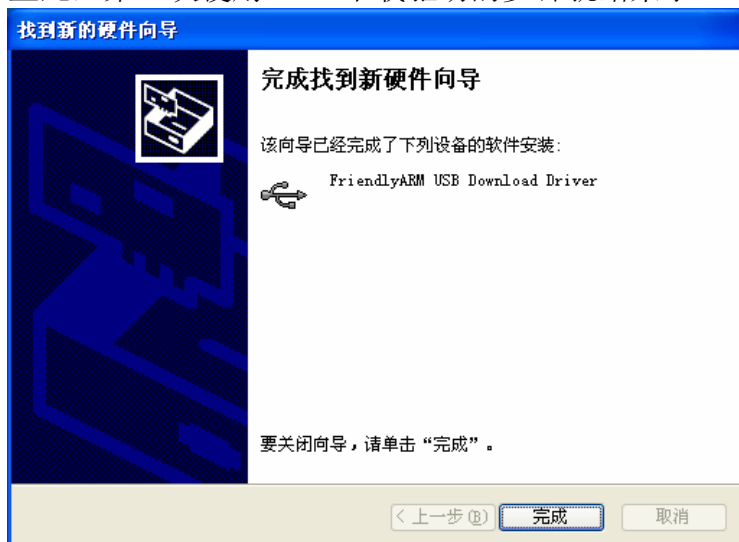 找到新的硬件向导
完成找到新硬件向导
该向导已经完成了下列设备的软件安装:
FriendlyARM USB Download Driver
要关闭向导，请单击“完成”。
< 上一步(B)
完成
取消